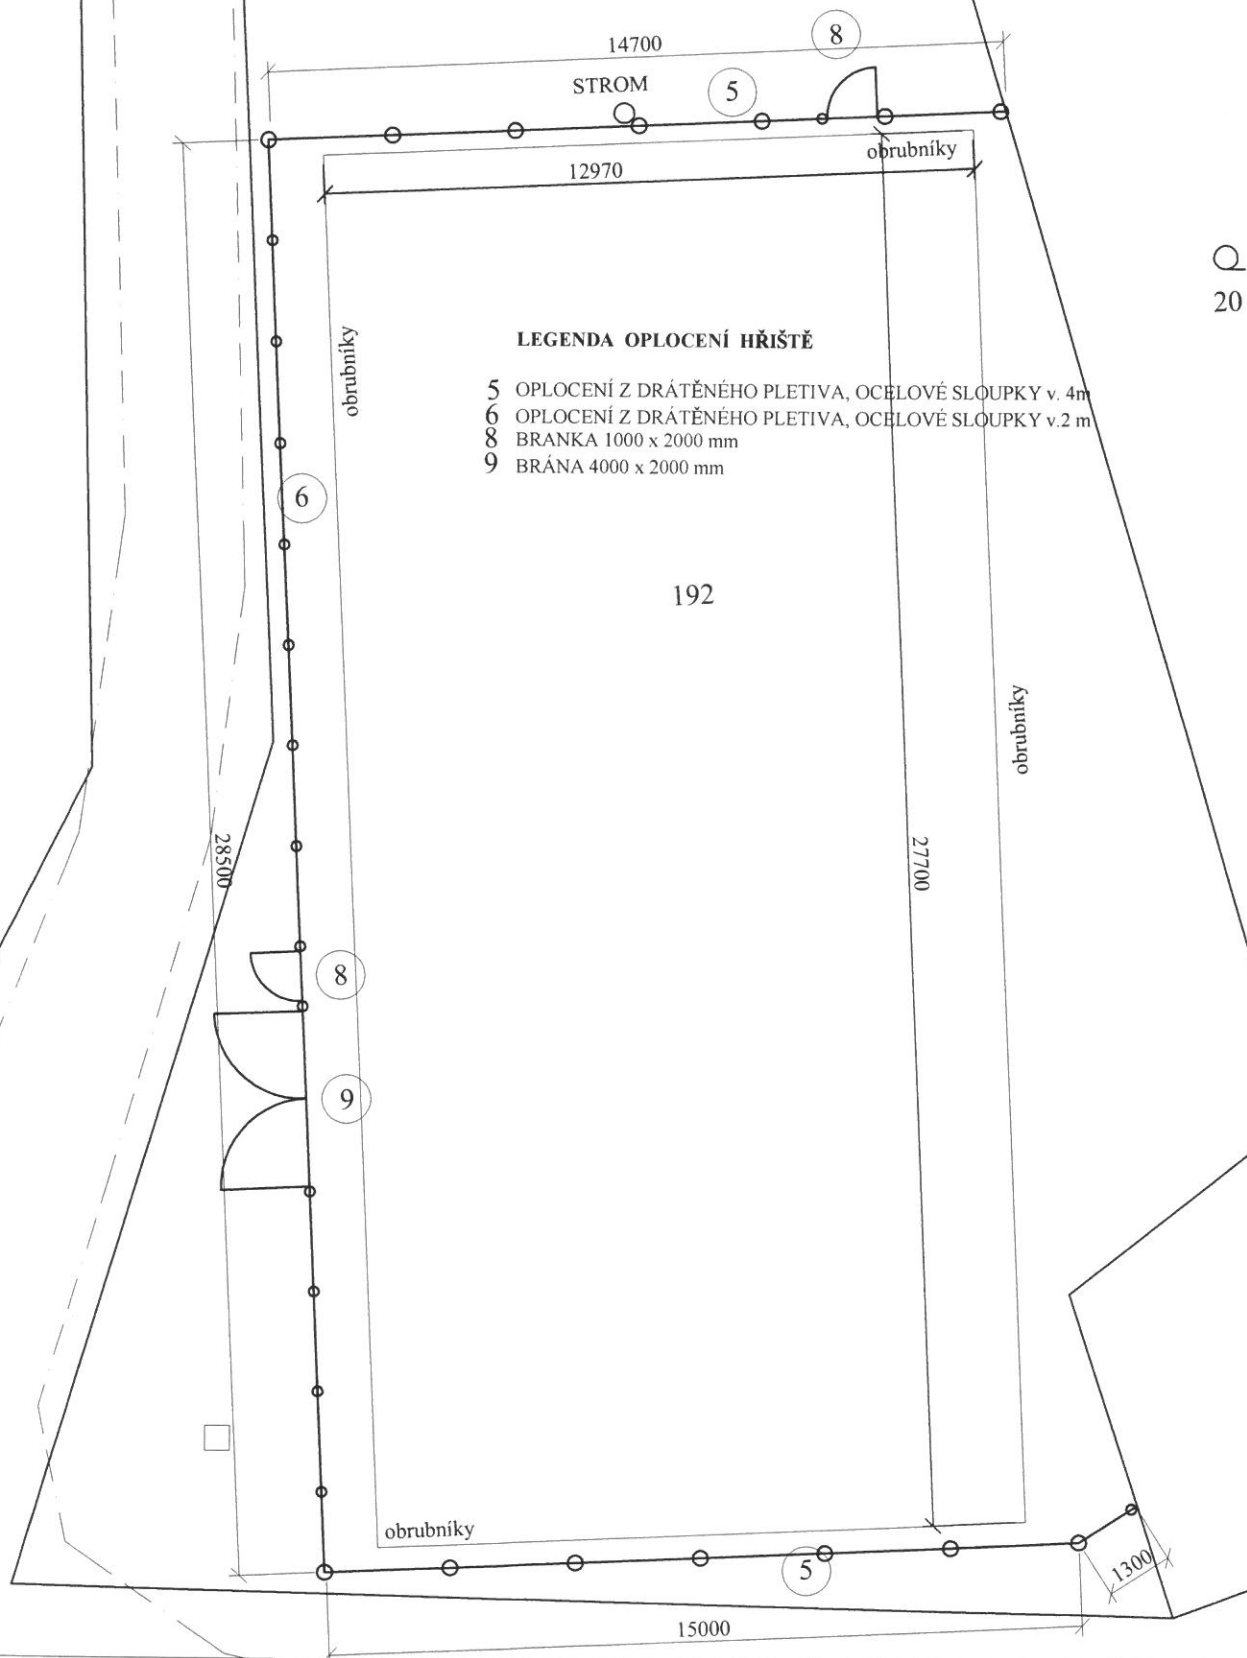 14700
8
STROM
5
obrubníky
12970
20
obrubníky
LEGENDA OPLOCENÍ HŘIŠTĚ
5 OPLOCENÍ Z DRÁTĚNÉHO PLETIVA, OCELOVÉ SLOUPKY v. 4m
6 OPLOCENÍ Z DRÁTĚNÉHO PLETIVA, OCELOVÉ SLOUPKY v.2 m
8 BRANKA 1000 x 2000 mm
9 BRÁNA 4000 x 2000 mm
6
192
obrubníky
28500
27700
8
9
obrubníky
5
1300
15000